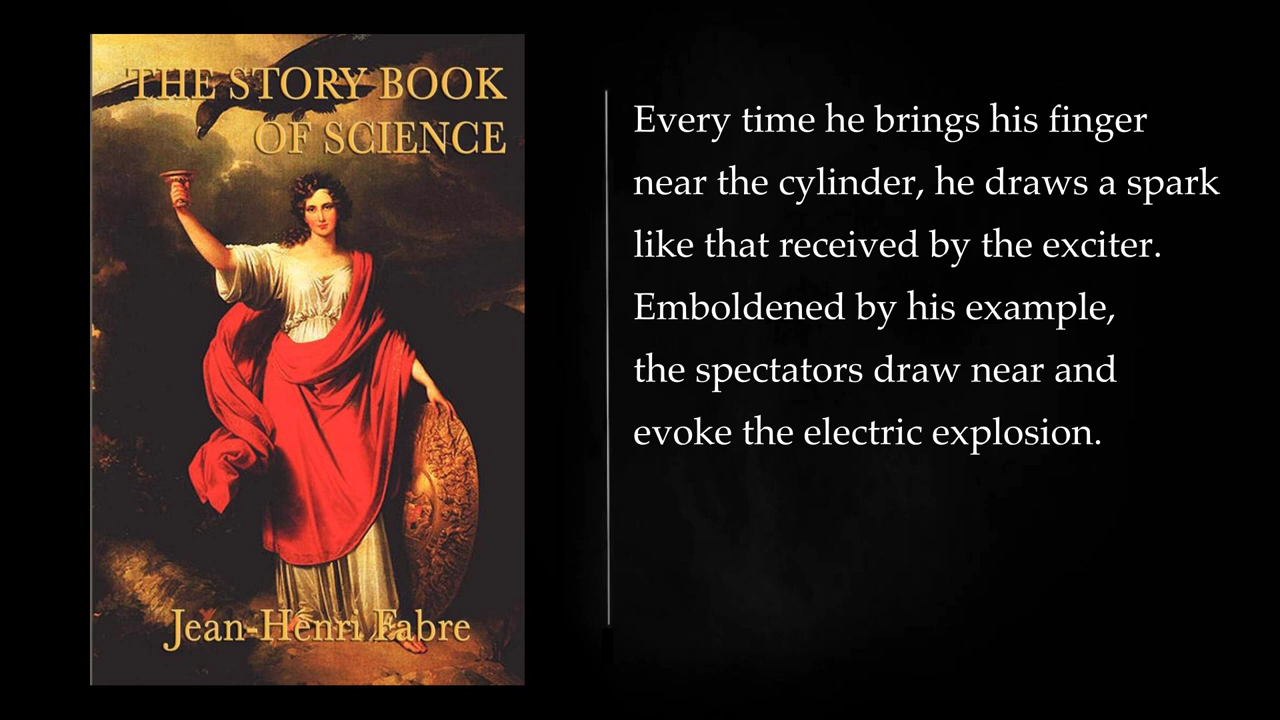 THE STORY BOOK
OF SCIENCE
Jean-Henri Fabre
Every time he brings his finger
near the cylinder, he draws a spark
like that received by the exciter.
Emboldened by his example,
the spectators draw near and
evoke the electric explosion.